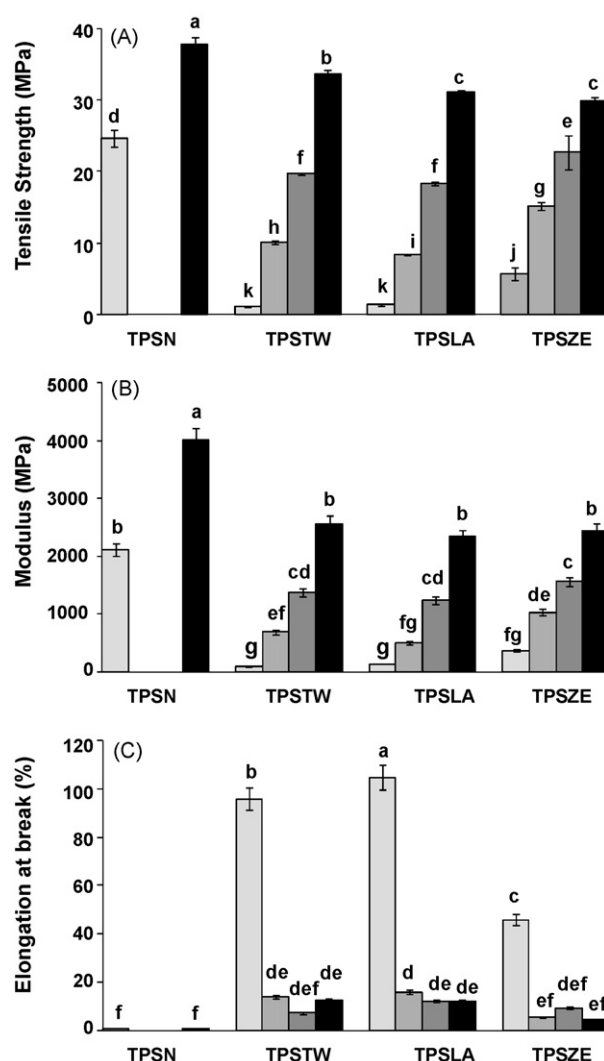 (A)
Tensile Strength (MPa)
40
30
20
10
0
a
d
b
f
h
k
c
f
i
k
c
e
g
j
TPSN TPSTW TPSLA TPSZE
(B)
Modulus (MPa)
5000
4000
3000
2000
1000
0
b
a
g
ef
cd
b
g
fg
cd
b
fg
de
c
b
TPSN TPSTW TPSLA TPSZE
(C)
Elongation at break (%)
120
100
80
60
40
20
0
f
f
b
de
def
de
a
d
de
de
c
ef
def
ef
TPSN TPSTW TPSLA TPSZE